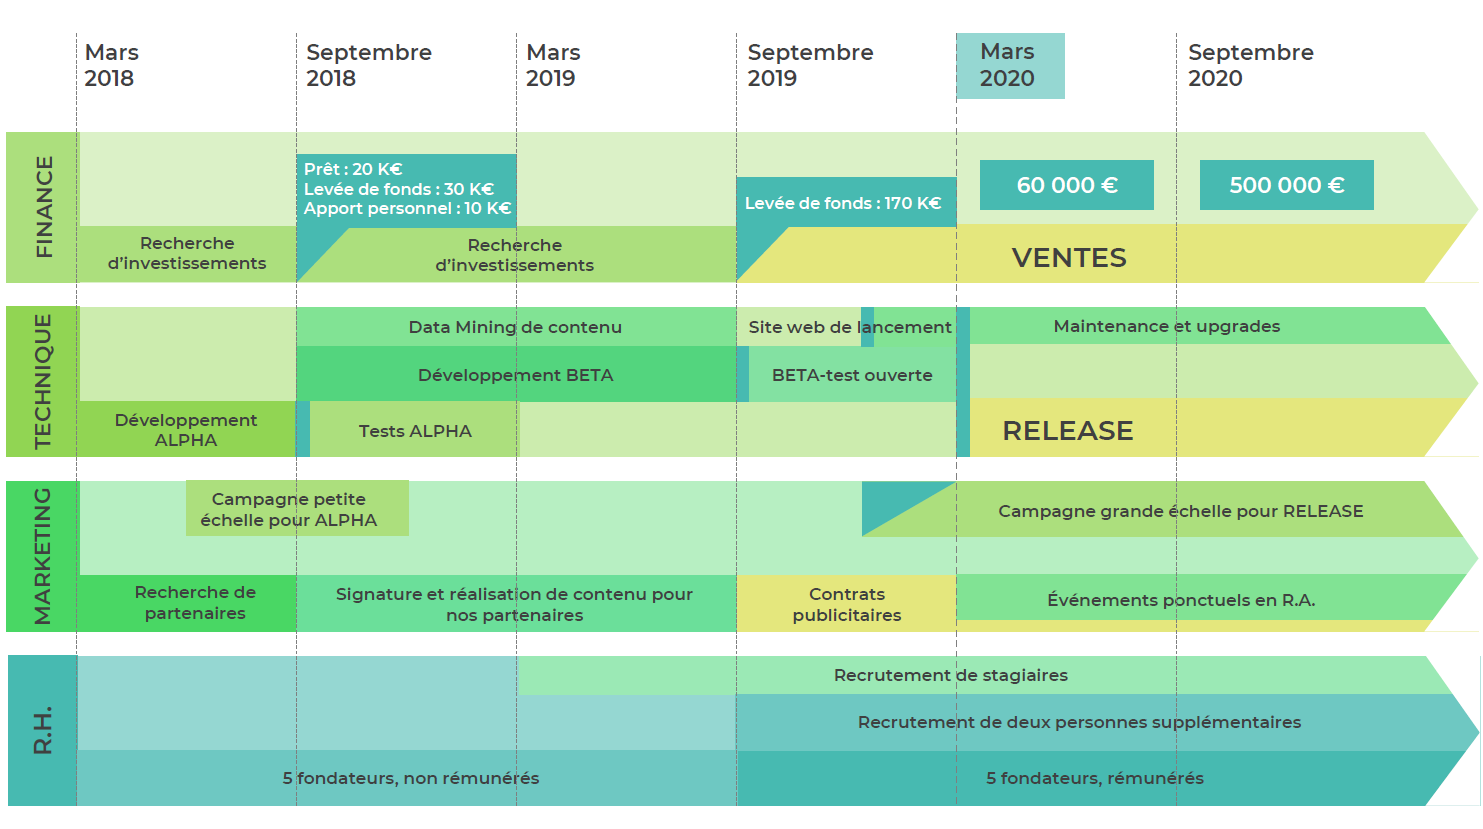 Mars
2018
Septembre
2018
Mars
2019
Septembre
2019
Mars
2020
Septembre
2020
FINANCE
Prêt : 20 K€
Levée de fonds : 30 K€
Apport personnel : 10 K€
Levée de fonds : 170 K€
60 000 €
500 000 €
Recherche
d’investissements
Recherche
d’investissements
VENTES
TECHNIQUE
Data Mining de contenu
Site web de lancement
Maintenance et upgrades
Développement BETA
BETA-test ouverte
Développement
ALPHA
Tests ALPHA
RELEASE
MARKETING
Campagne petite
échelle pour ALPHA
Campagne grande échelle pour RELEASE
Recherche de
partenaires
Signature et réalisation de contenu pour
nos partenaires
Contrats
publicitaires
Événements ponctuels en R.A.
R.H.
Recrutement de stagiaires
Recrutement de deux personnes supplémentaires
5 fondateurs, non rémunérés
5 fondateurs, rémunérés